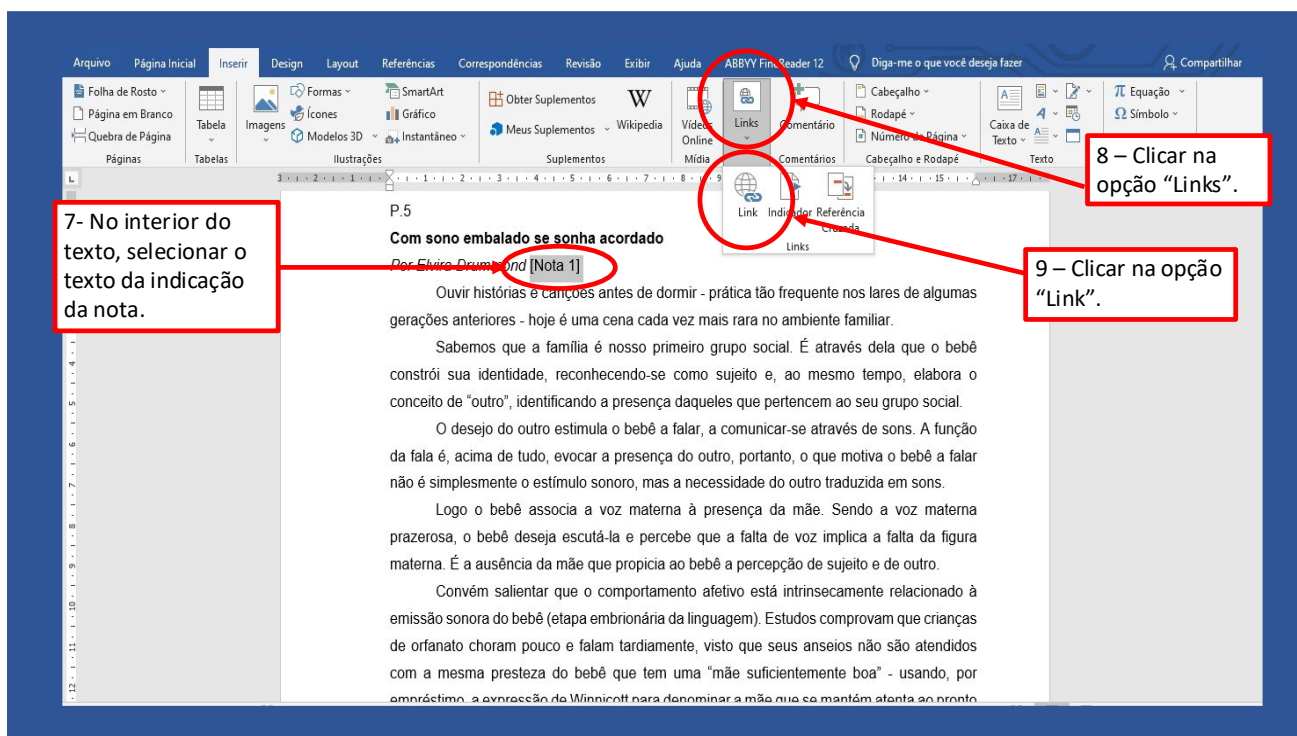 Arquivo Página Inicial Inserir Design Layout Referências Correspondências Revisão Exibir Ajuda ABBYY FineReader 12 Diga-me o que você deseja fazer Compartilhar
Folha de Rosto
Página em Branco
Quebra de Página
Páginas
Tabela
Tabelas
Imagens
Formas
Ícones
Modelos 3D
SmartArt
Gráfico
Instantâneo
Ilustrações
Obter Suplementos
Meus Suplementos
Wikipedia
Suplementos
Vídeos
Online
Mídia
Links
Comentário
Comentários
Cabeçalho
Rodapé
Número de Página
Cabeçalho e Rodapé
Caixa de
Texto
Texto
π Equação
Ω Símbolo
Link Indicador Referência
Cruzada
Links
8 – Clicar na
opção “Links”.
9 – Clicar na opção
“Link”.
7- No interior do
texto, selecionar o
texto da indicação
da nota.
P.5
Com sono embalado se sonha acordado
Por Elvira Drummond [Nota 1]
Ouvir histórias e canções antes de dormir - prática tão frequente nos lares de algumas
gerações anteriores - hoje é uma cena cada vez mais rara no ambiente familiar.
Sabemos que a família é nosso primeiro grupo social. É através dela que o bebê
constrói sua identidade, reconhecendo-se como sujeito e, ao mesmo tempo, elabora o
conceito de “outro”, identificando a presença daqueles que pertencem ao seu grupo social.
O desejo do outro estimula o bebê a falar, a comunicar-se através de sons. A função
da fala é, acima de tudo, evocar a presença do outro, portanto, o que motiva o bebê a falar
não é simplesmente o estímulo sonoro, mas a necessidade do outro traduzida em sons.
Logo o bebê associa a voz materna à presença da mãe. Sendo a voz materna
prazerosa, o bebê deseja escutá-la e percebe que a falta de voz implica a falta da figura
materna. É a ausência da mãe que propicia ao bebê a percepção de sujeito e de outro.
Convém salientar que o comportamento afetivo está intrinsecamente relacionado à
emissão sonora do bebê (etapa embrionária da linguagem). Estudos comprovam que crianças
de orfanato choram pouco e falam tardiamente, visto que seus anseios não são atendidos
com a mesma presteza do bebê que tem uma “mãe suficientemente boa” - usando, por
empréstimo, a expressão de Winnicott para denominar a mãe que se mantém atenta ao pronto